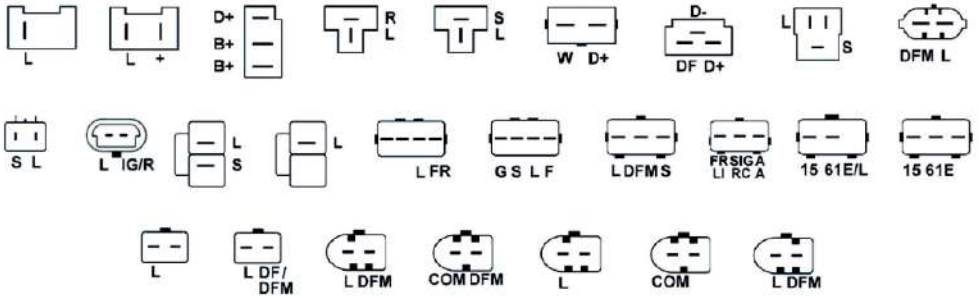 L
L +
D+
B+
B+
R
L
S
L
W D+
D-
DF D+
L
S
DFM L
S L
L IG/R
L
S
L
L FR
G S L F
L DFM S
FR SIG A
LI RC A
15 61E/L
15 61E
L
L DF/
DFM
L DFM
COM DFM
L
COM
L DFM